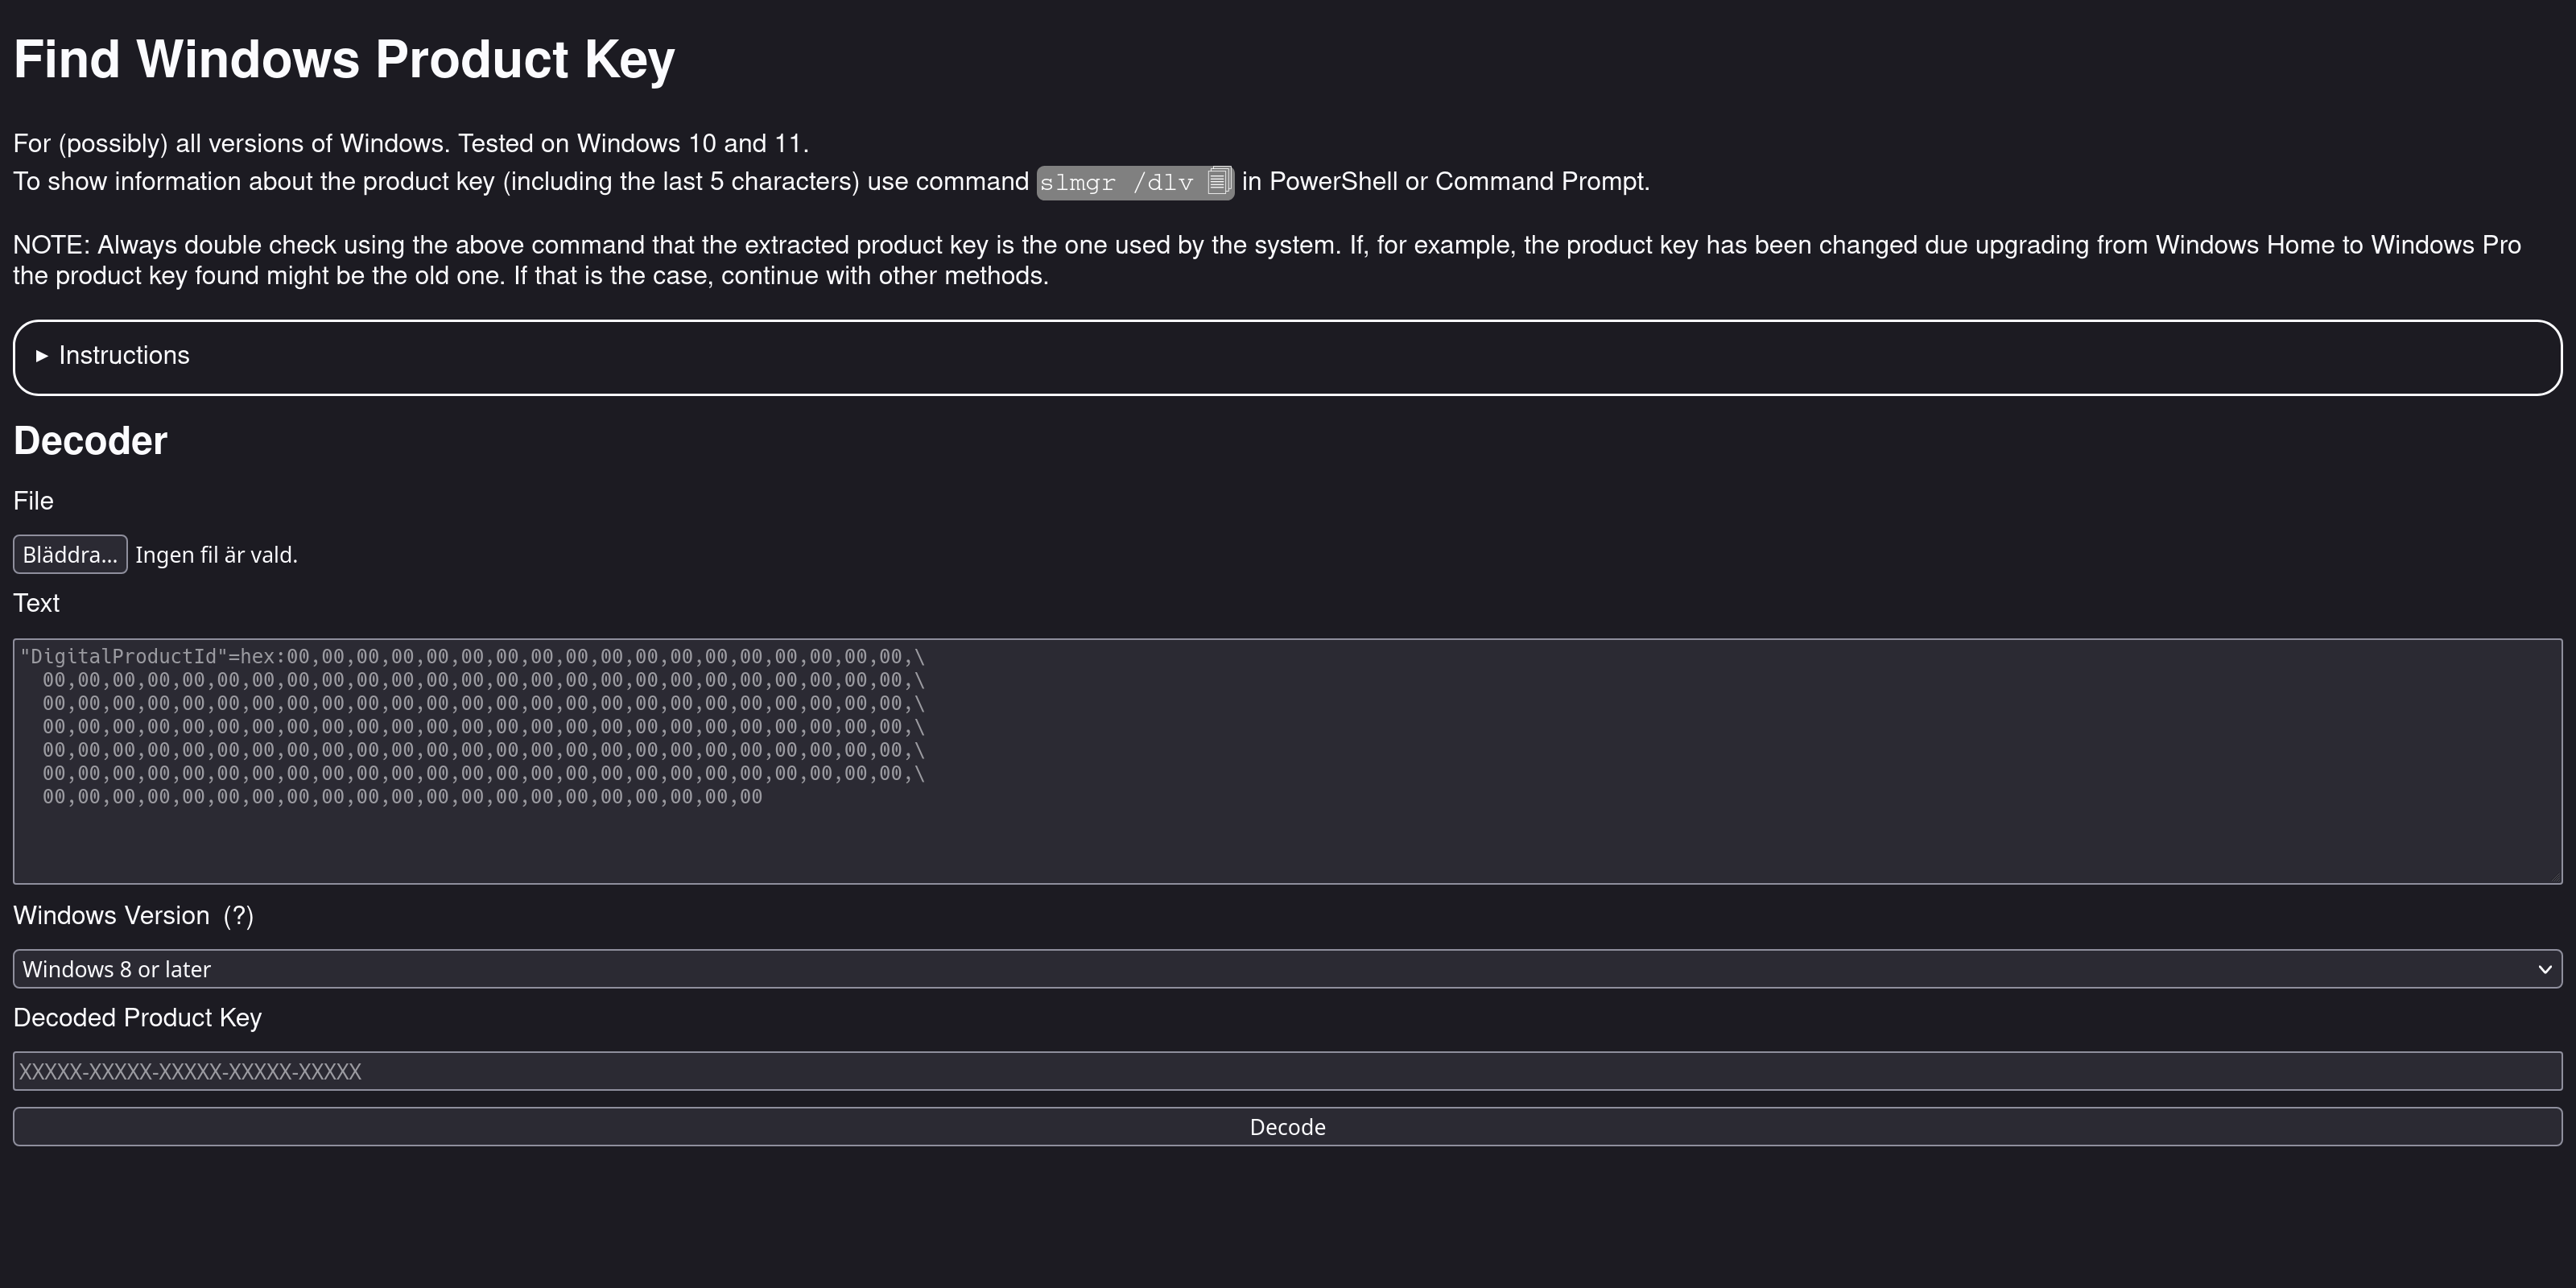 Find Windows Product Key
For (possibly) all versions of Windows. Tested on Windows 10 and 11.
To show information about the product key (including the last 5 characters) use command slmgr /dlv in PowerShell or Command Prompt.
NOTE: Always double check using the above command that the extracted product key is the one used by the system. If, for example, the product key has been changed due upgrading from Windows Home to Windows Pro
the product key found might be the old one. If that is the case, continue with other methods.
▶ Instructions
Decoder
File
Bläddra... Ingen fil är vald.
Text
"DigitalProductId"=hex:00,00,00,00,00,00,00,00,00,00,00,00,00,00,00,00,00,00,\
00,00,00,00,00,00,00,00,00,00,00,00,00,00,00,00,00,00,00,00,00,00,00,00,00,\
00,00,00,00,00,00,00,00,00,00,00,00,00,00,00,00,00,00,00,00,00,00,00,00,00,\
00,00,00,00,00,00,00,00,00,00,00,00,00,00,00,00,00,00,00,00,00,00,00,00,00,\
00,00,00,00,00,00,00,00,00,00,00,00,00,00,00,00,00,00,00,00,00,00,00,00,00,\
00,00,00,00,00,00,00,00,00,00,00,00,00,00,00,00,00,00,00,00,00,00,00,00,00,\
00,00,00,00,00,00,00,00,00,00,00,00,00,00,00,00,00,00,00,00,00
Windows Version (?)
Windows 8 or later
Decoded Product Key
XXXXX-XXXXX-XXXXX-XXXXX-XXXXX
Decode